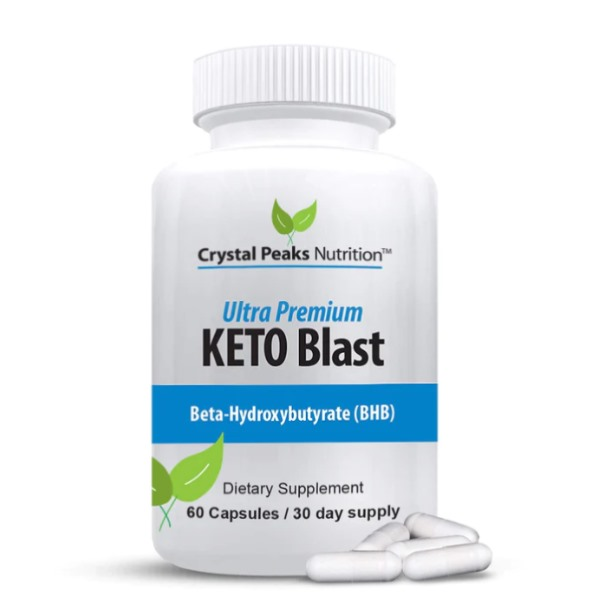 Crystal Peaks Nutrition™
Ultra Premium
KETO Blast
Beta-Hydroxybutyrate (BHB)
Dietary Supplement
60 Capsules / 30 day supply